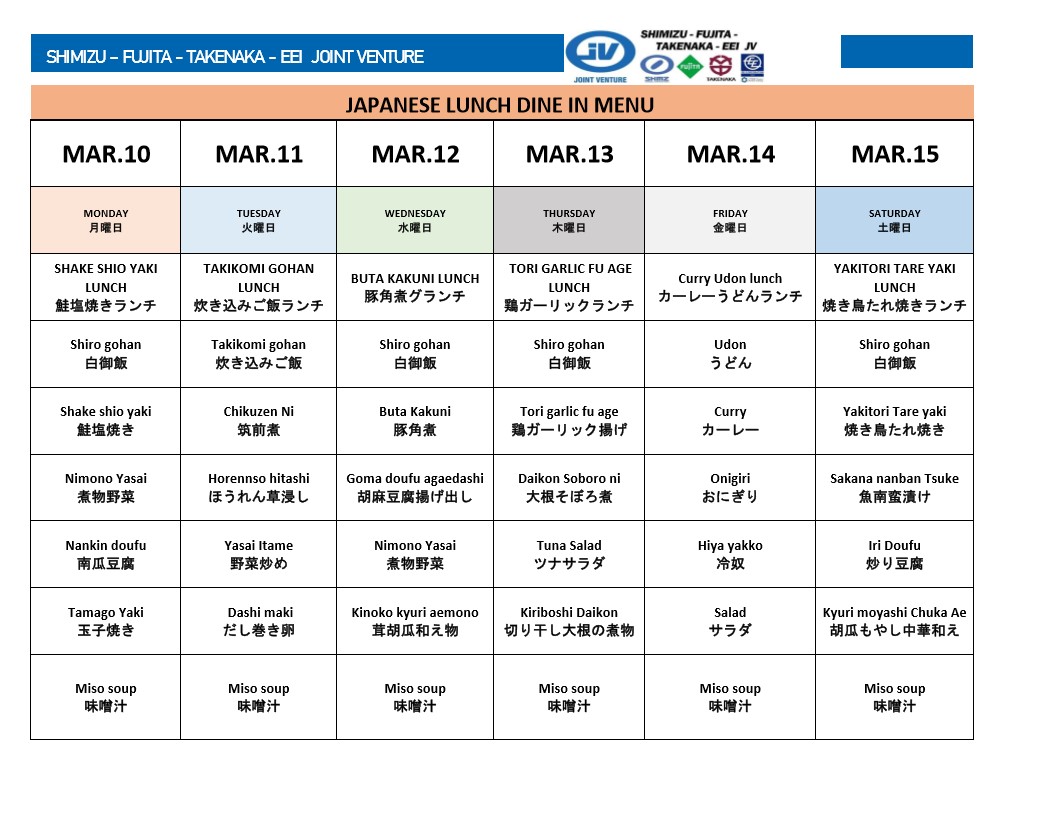 SHIMIZU – FUJITA - TAKENAKA – EEI JOINT VENTURE
JV
JOINT VENTURE
SHIMIZU - FUJITA -
TAKENAKA - EEI JV
SHIMZ
FUJITA
TAKENAKA
JAPANESE LUNCH DINE IN MENU
MAR.10
MAR.11
MAR.12
MAR.13
MAR.14
MAR.15
MONDAY
月曜日
TUESDAY
火曜日
WEDNESDAY
水曜日
THURSDAY
木曜日
FRIDAY
金曜日
SATURDAY
土曜日
SHAKE SHIO YAKI
LUNCH
鮭塩焼きランチ
TAKIKOMI GOHAN
LUNCH
炊き込みご飯ランチ
BUTA KAKUNI LUNCH
豚角煮グランチ
TORI GARLIC FU AGE
LUNCH
鶏ガーリックランチ
Curry Udon lunch
カーレーうどんランチ
YAKITORI TARE YAKI
LUNCH
焼き鳥たれ焼きランチ
Shiro gohan
白御飯
Takikomi gohan
炊き込みご飯
Shiro gohan
白御飯
Shiro gohan
白御飯
Udon
うどん
Shiro gohan
白御飯
Shake shio yaki
鮭塩焼き
Chikuzen Ni
筑前煮
Buta Kakuni
豚角煮
Tori garlic fu age
鶏ガーリック揚げ
Curry
カーレー
Yakitori Tare yaki
焼き鳥たれ焼き
Nimono Yasai
煮物野菜
Horennso hitashi
ほうれん草浸し
Goma doufu agaedashi
胡麻豆腐揚げ出し
Daikon Soboro ni
大根そぼろ煮
Onigiri
おにぎり
Sakana nanban Tsuke
魚南蛮漬け
Nankin doufu
南瓜豆腐
Yasai Itame
野菜炒め
Nimono Yasai
煮物野菜
Tuna Salad
ツナサラダ
Hiya yakko
冷奴
Iri Doufu
炒り豆腐
Tamago Yaki
玉子焼き
Dashi maki
だし巻き卵
Kinoko kyuri aemono
茸胡瓜和え物
Kiriboshi Daikon
切り干し大根の煮物
Salad
サラダ
Kyuri moyashi Chuka Ae
胡瓜もやし中華和え
Miso soup
味噌汁
Miso soup
味噌汁
Miso soup
味噌汁
Miso soup
味噌汁
Miso soup
味噌汁
Miso soup
味噌汁